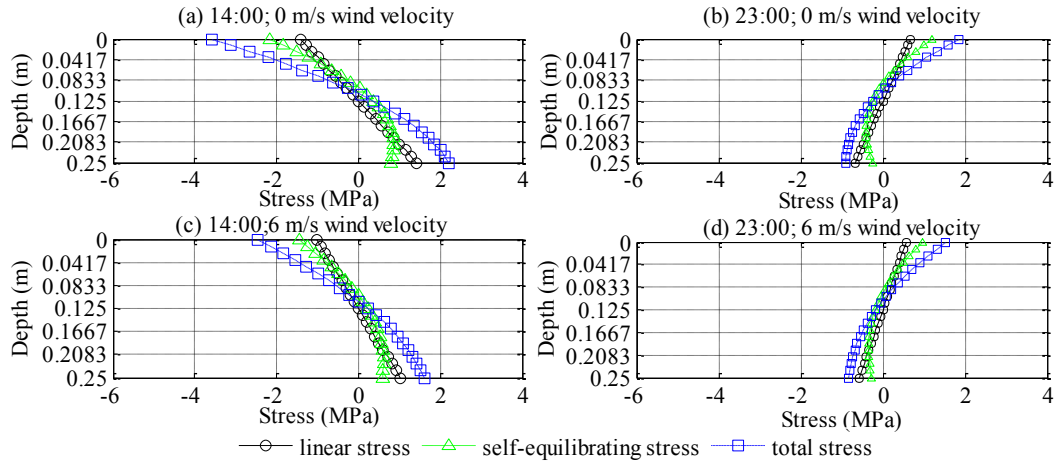 (a) 14:00; 0 m/s wind velocity
Depth (m)
0
0.0417
0.0833
0.125
0.1667
0.2083
0.25
-6 -4 -2 0 2 4
Stress (MPa)
(b) 23:00; 0 m/s wind velocity
Depth (m)
0
0.0417
0.0833
0.125
0.1667
0.2083
0.25
-6 -4 -2 0 2 4
Stress (MPa)
(c) 14:00;6 m/s wind velocity
Depth (m)
0
0.0417
0.0833
0.125
0.1667
0.2083
0.25
-6 -4 -2 0 2 4
Stress (MPa)
(d) 23:00; 6 m/s wind velocity
Depth (m)
0
0.0417
0.0833
0.125
0.1667
0.2083
0.25
-6 -4 -2 0 2 4
Stress (MPa)
linear stress self-equilibrating stress total stress